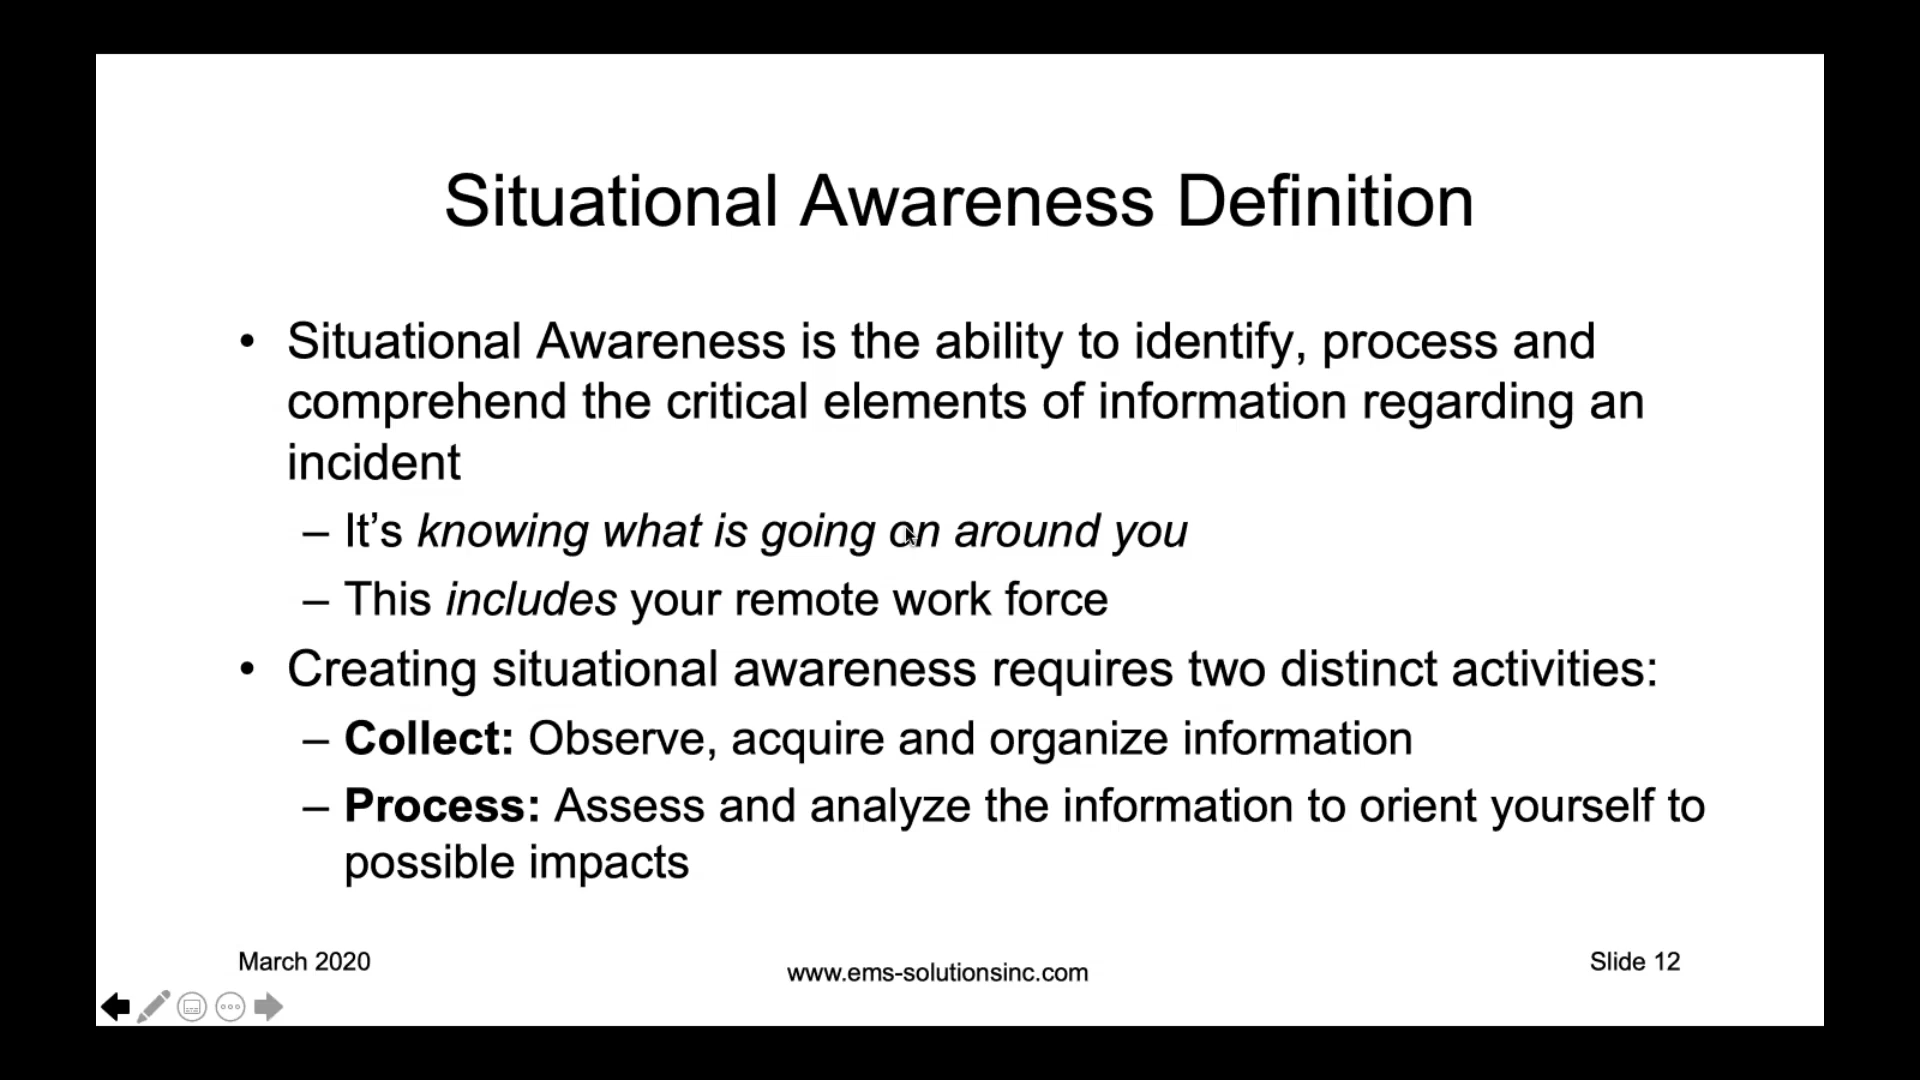 Situational Awareness Definition
• Situational Awareness is the ability to identify, process and
comprehend the critical elements of information regarding an
incident
– It’s knowing what is going on around you
– This includes your remote work force
• Creating situational awareness requires two distinct activities:
– Collect: Observe, acquire and organize information
– Process: Assess and analyze the information to orient yourself to
possible impacts
March 2020
www.ems-solutionsinc.com
Slide 12